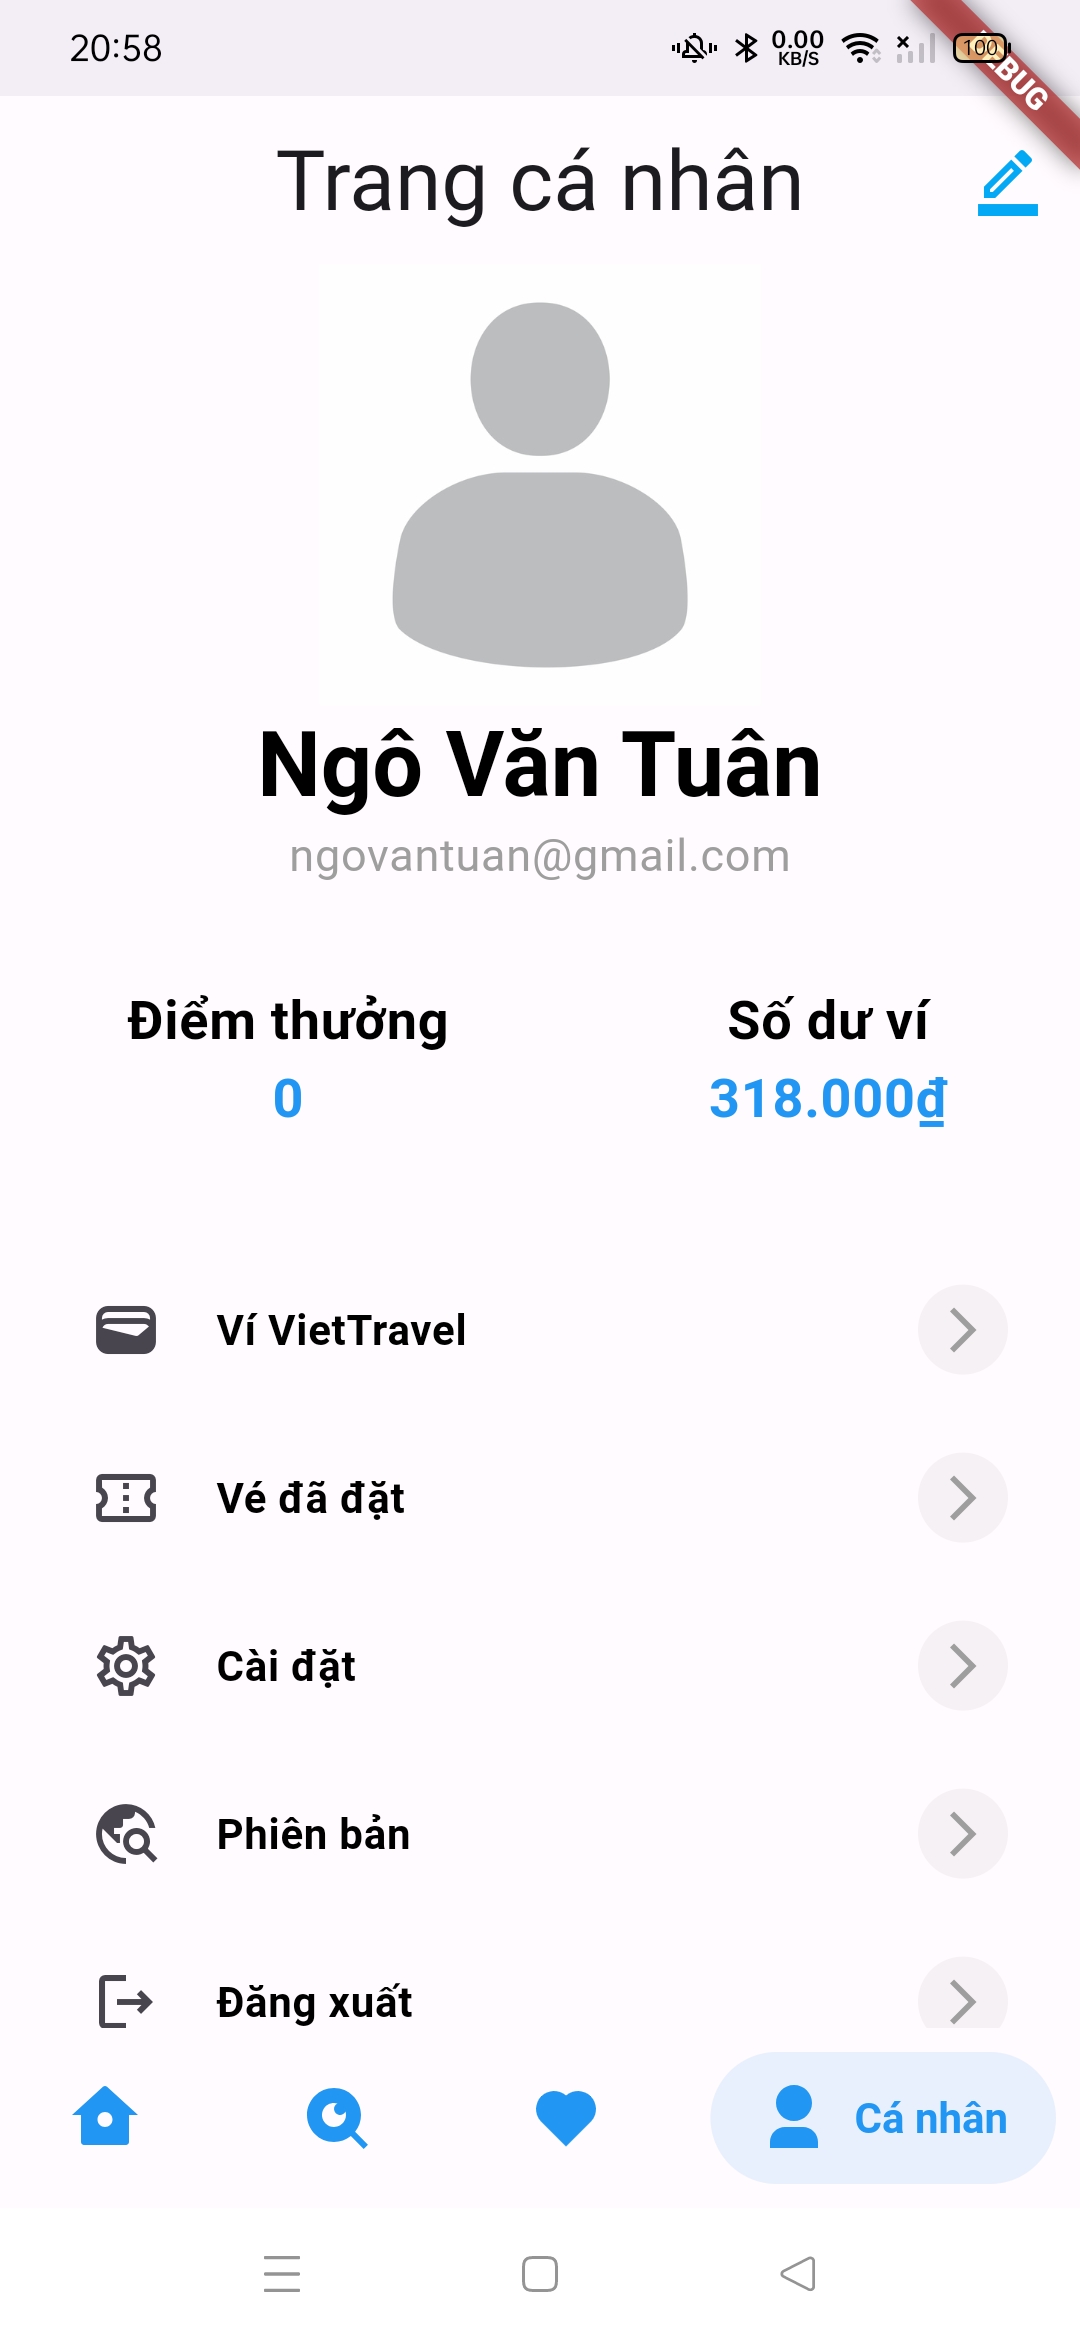 20:58
0.00
KB/S
100
Trang cá nhân
Ngô Văn Tuân
ngovantuan@gmail.com
Điểm thưởng
Số dư ví
0
318.000₫
Ví VietTravel
Vé đã đặt
Cài đặt
Phiên bản
Đăng xuất
Cá nhân